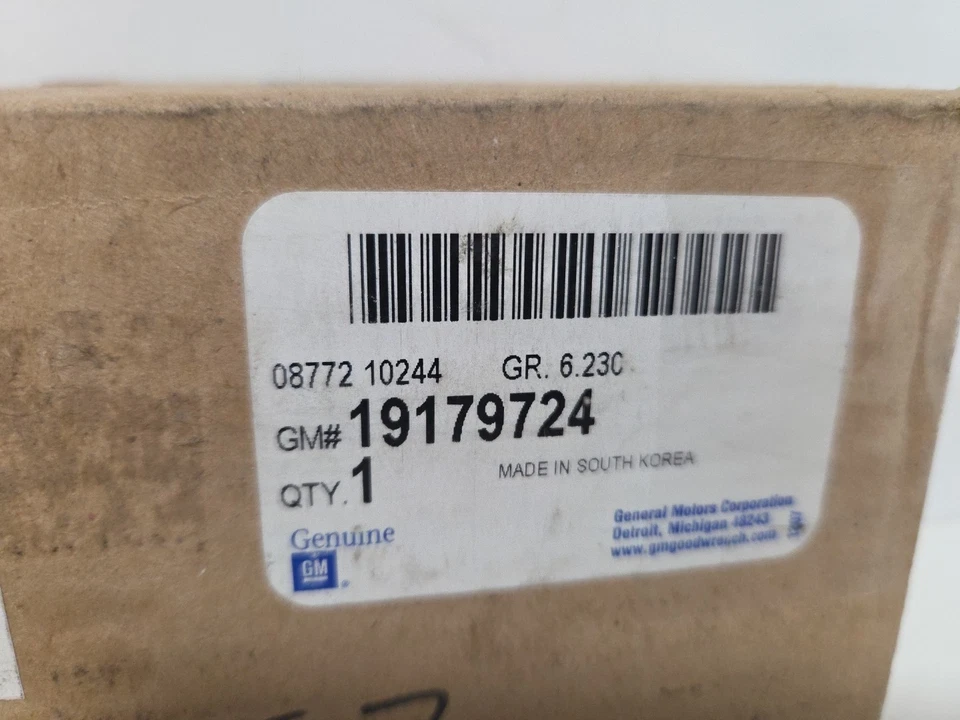 08772 10244 GR. 6.230
GM# 19179724
QTY. 1
MADE IN SOUTH KOREA
Genuine
GM
General Motors Corporation
Detroit, Michigan 48243
www.gmgoodwrench.com